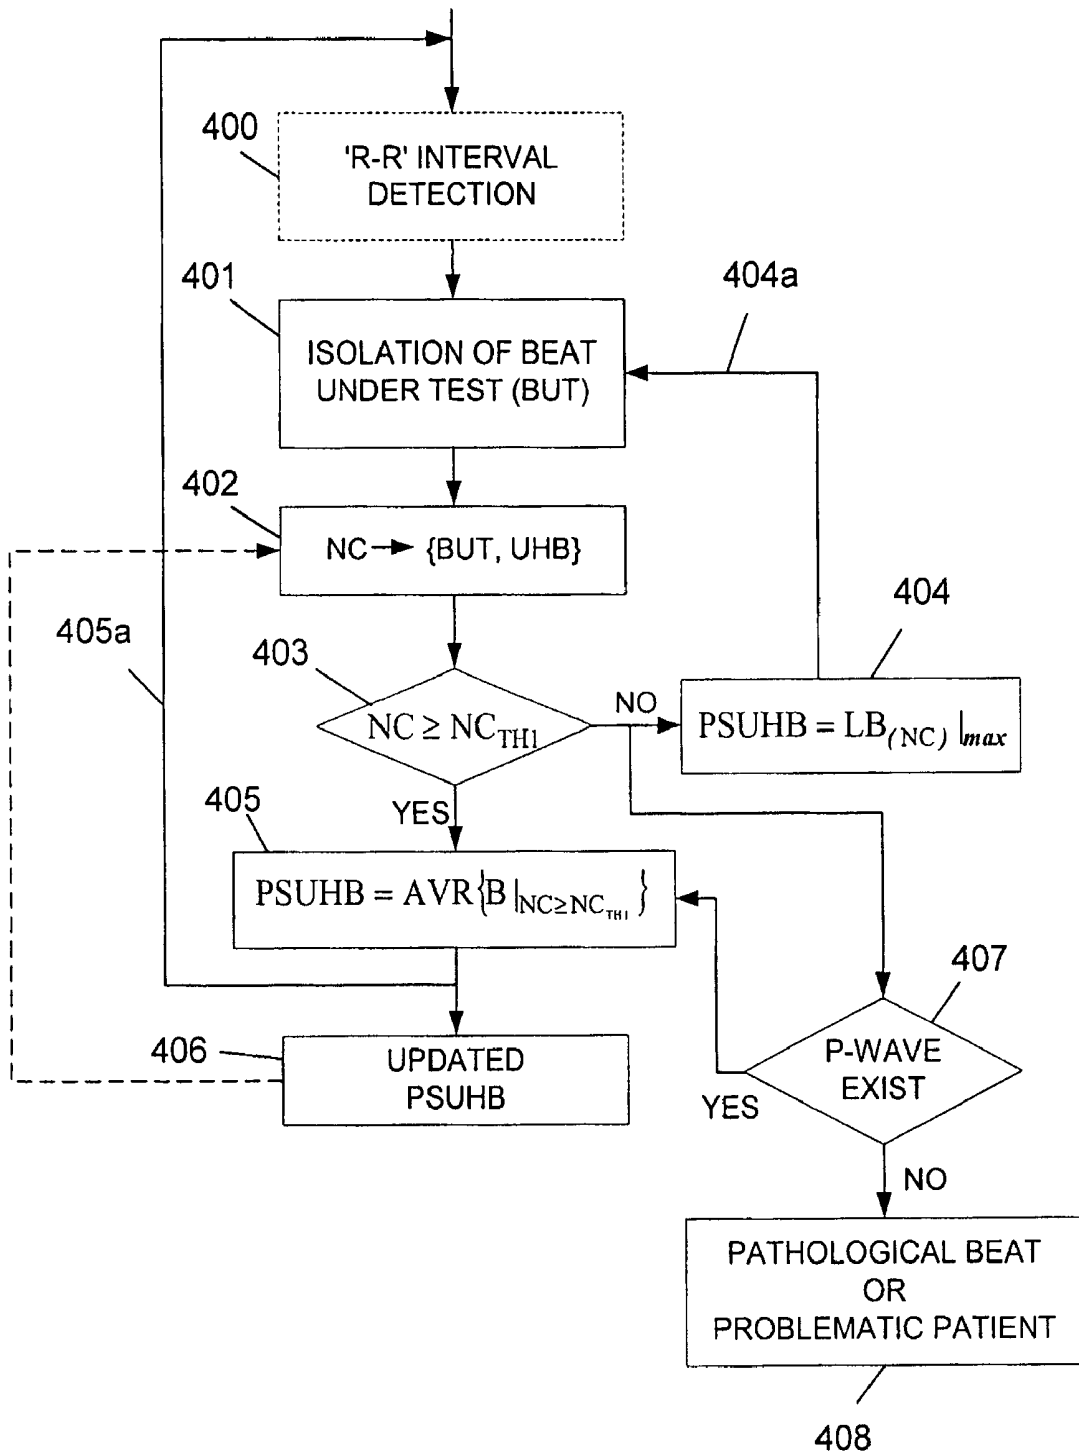 400
'R-R' INTERVAL
DETECTION
401
404a
ISOLATION OF BEAT
UNDER TEST (BUT)
402
NC → {BUT, UHB}
404
405a
403
NO
NC ≥ NC_TH1
PSUHB = LB_(NC) |_max
405
YES
PSUHB = AVR{B |_NC≥NC_TH1}
407
406
UPDATED
PSUHB
P-WAVE
EXIST
YES
NO
PATHOLOGICAL BEAT
OR
PROBLEMATIC PATIENT
408